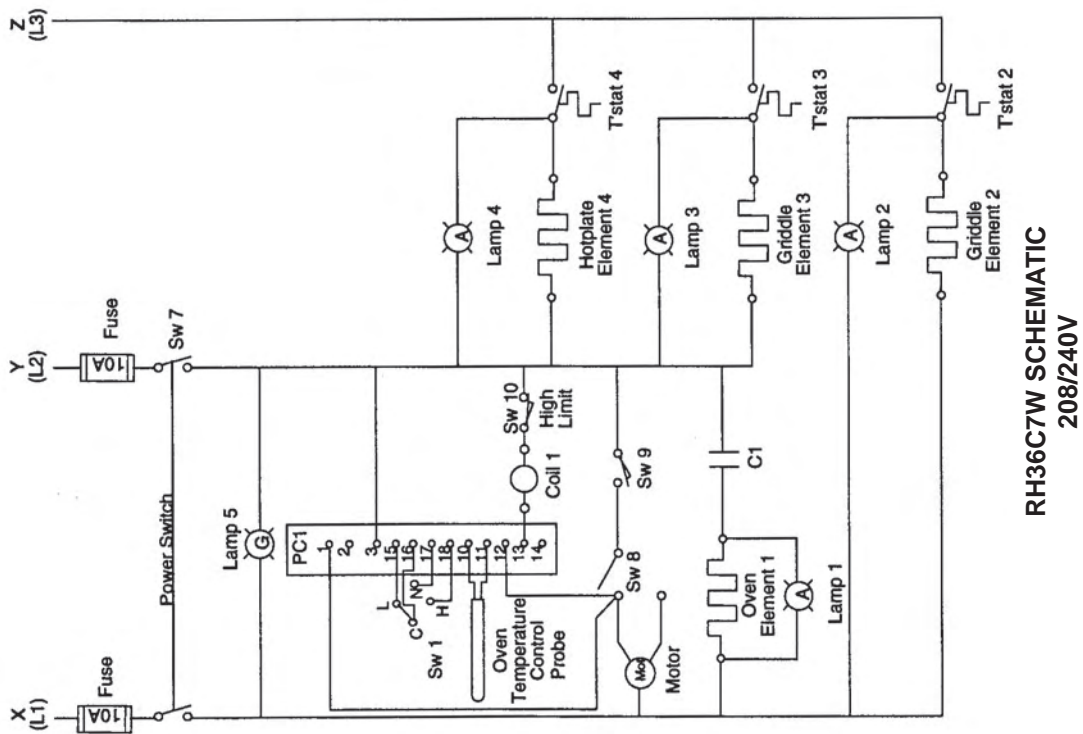 X
(L1)
Y
(L2)
Z
(L3)
Fuse
10A
Fuse
10A
Sw 7
Power Switch
Lamp 5
G
PC1
1
2
3
15
16
17
18
10
11
12
13
14
L
C
N
H
Sw 1
Oven
Temperature
Control
Probe
Coil 1
Sw 10
High
Limit
Sw 8
Sw 9
Mot
Motor
Oven
Element 1
A
Lamp 1
C1
A
Lamp 4
Hotplate
Element 4
T'stat 4
A
Lamp 3
Griddle
Element 3
T'stat 3
A
Lamp 2
Griddle
Element 2
T'stat 2
RH36C7W SCHEMATIC
208/240V